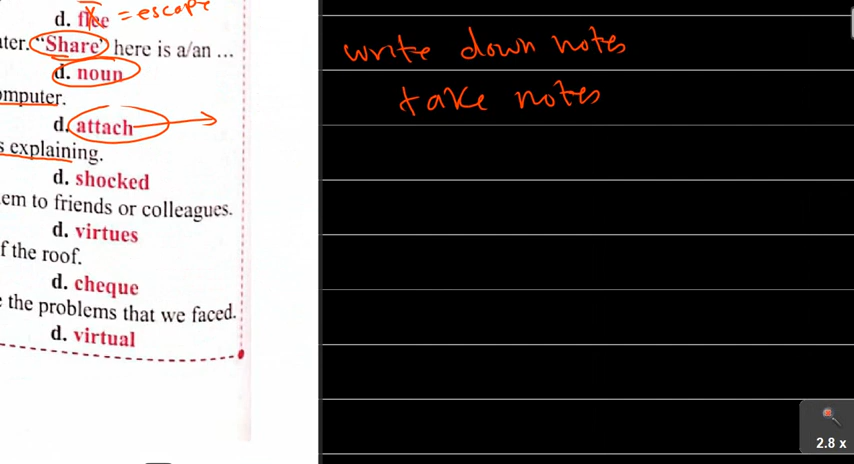 d. flee = escape
ter. "Share" here is a/an ...
d. noun
omputer.
d. attach
s explaining.
d. shocked
em to friends or colleagues.
d. virtues
f the roof.
d. cheque
the problems that we faced.
d. virtual
write down notes
take notes
2.8 x